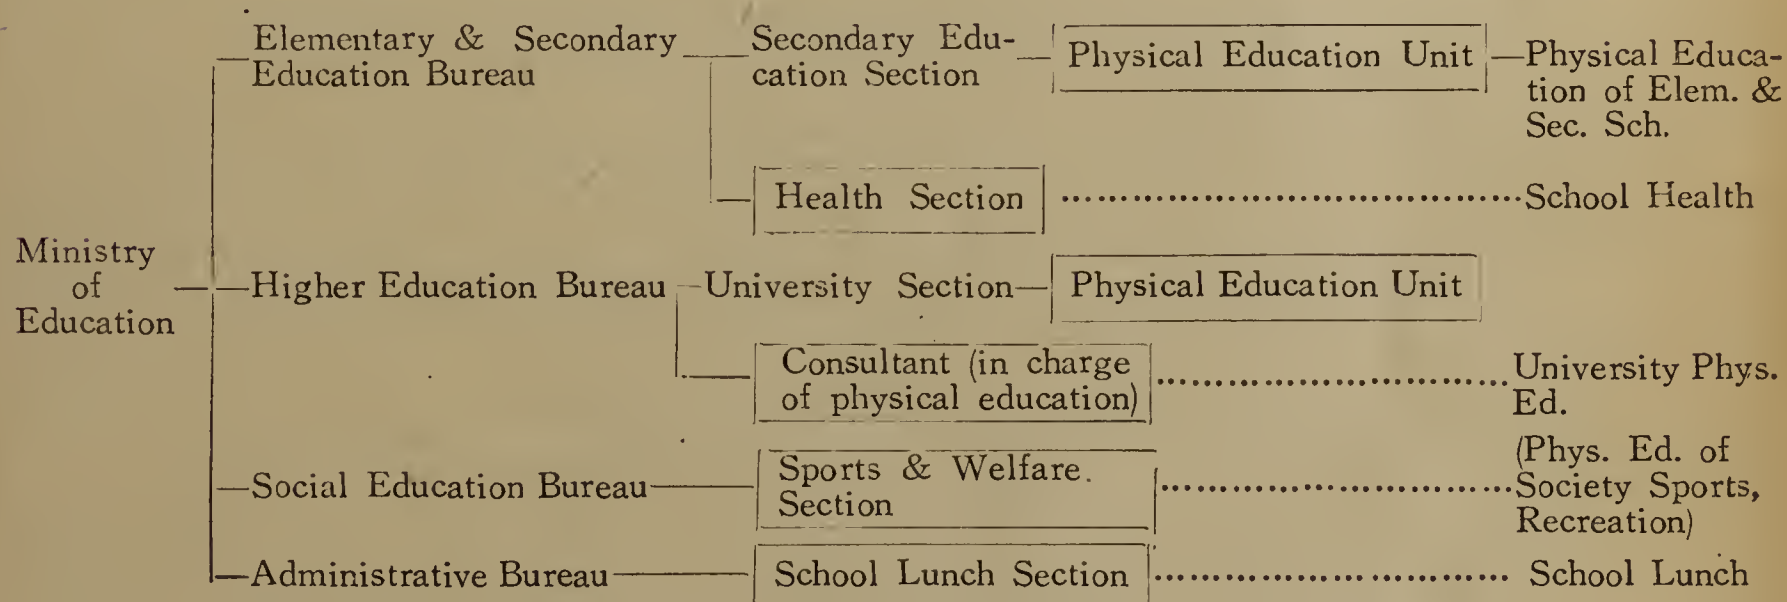 Elementary & Secondary
Education Bureau
Secondary Edu-
cation Section
Physical Education Unit
Physical Educa-
tion of Elem. &
Sec. Sch.
Health Section
School Health
Ministry
of
Education
Higher Education Bureau
University Section
Physical Education Unit
Consultant (in charge
of physical education)
University Phys.
Ed.
Social Education Bureau
Sports & Welfare.
Section
(Phys. Ed. of
Society Sports,
Recreation)
Administrative Bureau
School Lunch Section
School Lunch